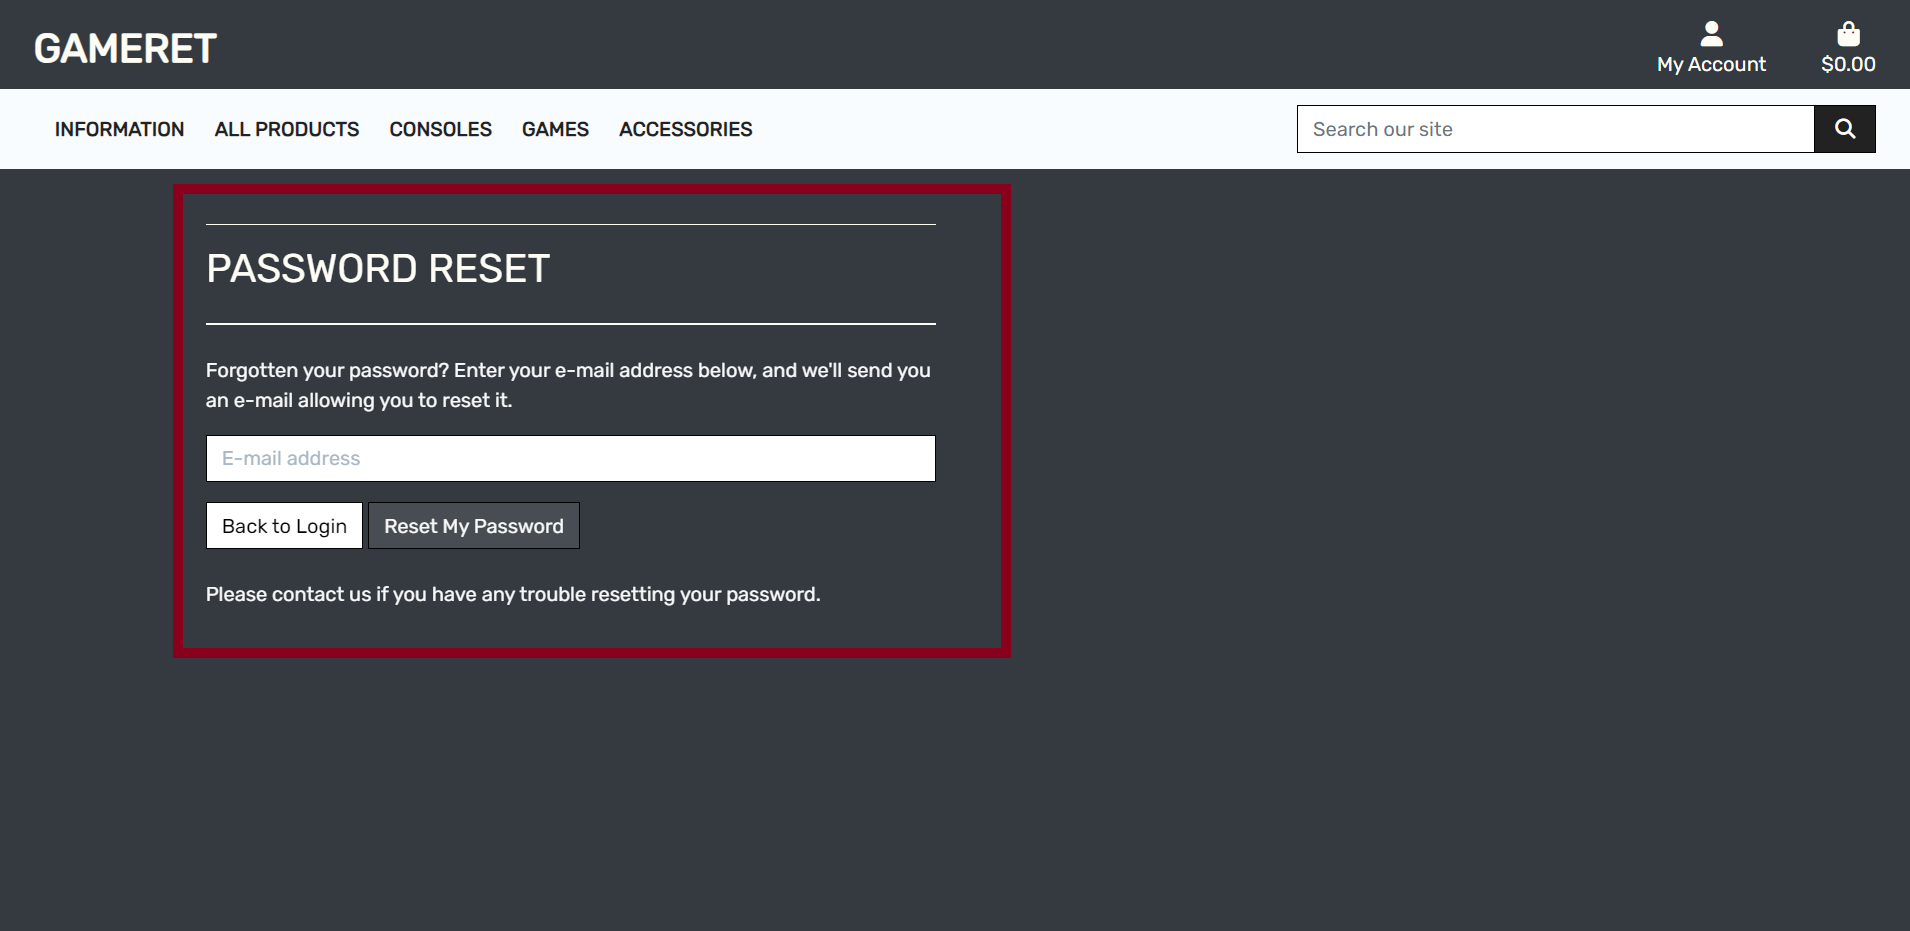 GAMERET
My Account
$0.00
INFORMATION ALL PRODUCTS CONSOLES GAMES ACCESSORIES
Search our site
PASSWORD RESET
Forgotten your password? Enter your e-mail address below, and we'll send you
an e-mail allowing you to reset it.
E-mail address
Back to Login Reset My Password
Please contact us if you have any trouble resetting your password.